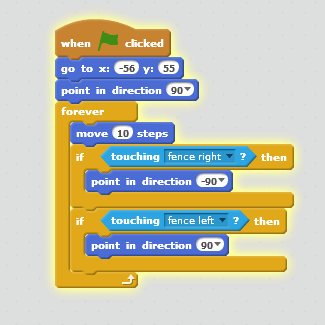 when clicked
go to x: -56 y: 55
point in direction 90
forever
move 10 steps
if touching fence right ? then
point in direction -90
if touching fence left ? then
point in direction 90